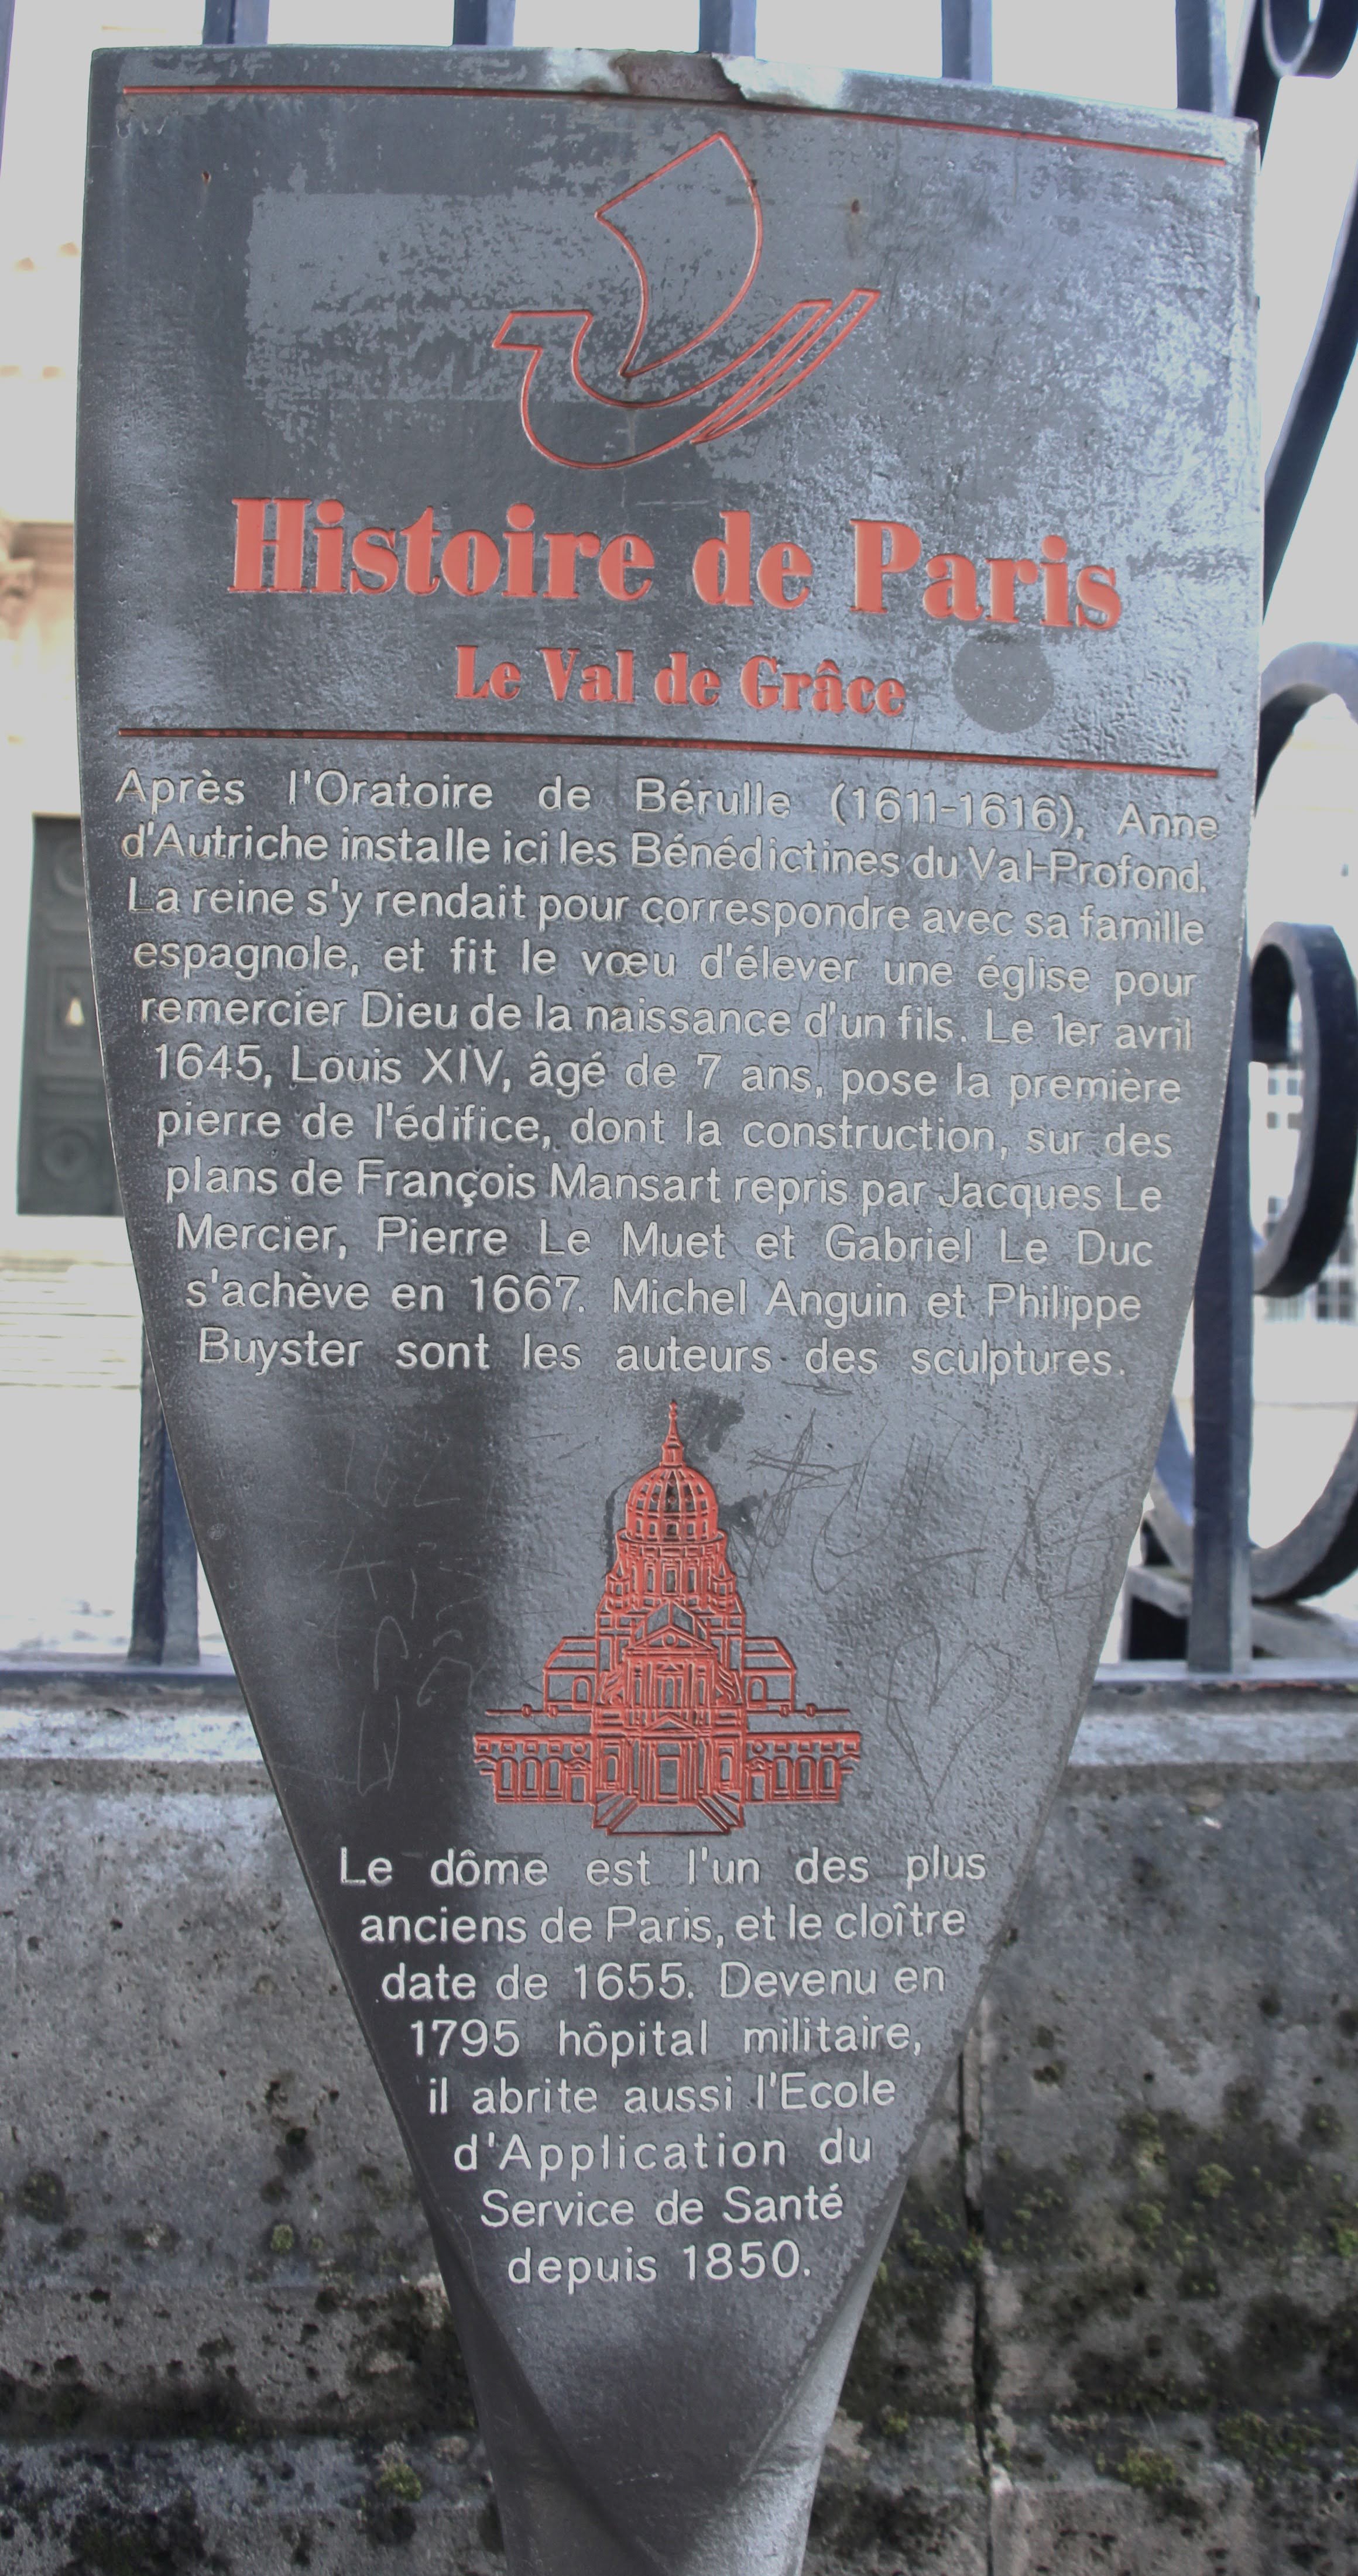 Histoire de Paris
Le Val de Grâce
Après l'Oratoire de Bérulle (1611-1616), Anne
d'Autriche installe ici les Bénédictines du Val-Profond.
La reine s'y rendait pour correspondre avec sa famille
espagnole, et fit le vœu d'élever une église pour
remercier Dieu de la naissance d'un fils. Le 1er avril
1645, Louis XIV, âgé de 7 ans, pose la première
pierre de l'édifice, dont la construction, sur des
plans de François Mansart repris par Jacques Le
Mercier, Pierre Le Muet et Gabriel Le Duc
s'achève en 1667. Michel Anguin et Philippe
Buyster sont les auteurs des sculptures.
Le dôme est l'un des plus
anciens de Paris, et le cloître
date de 1655. Devenu en
1795 hôpital militaire,
il abrite aussi l'Ecole
d'Application du
Service de Santé
depuis 1850.